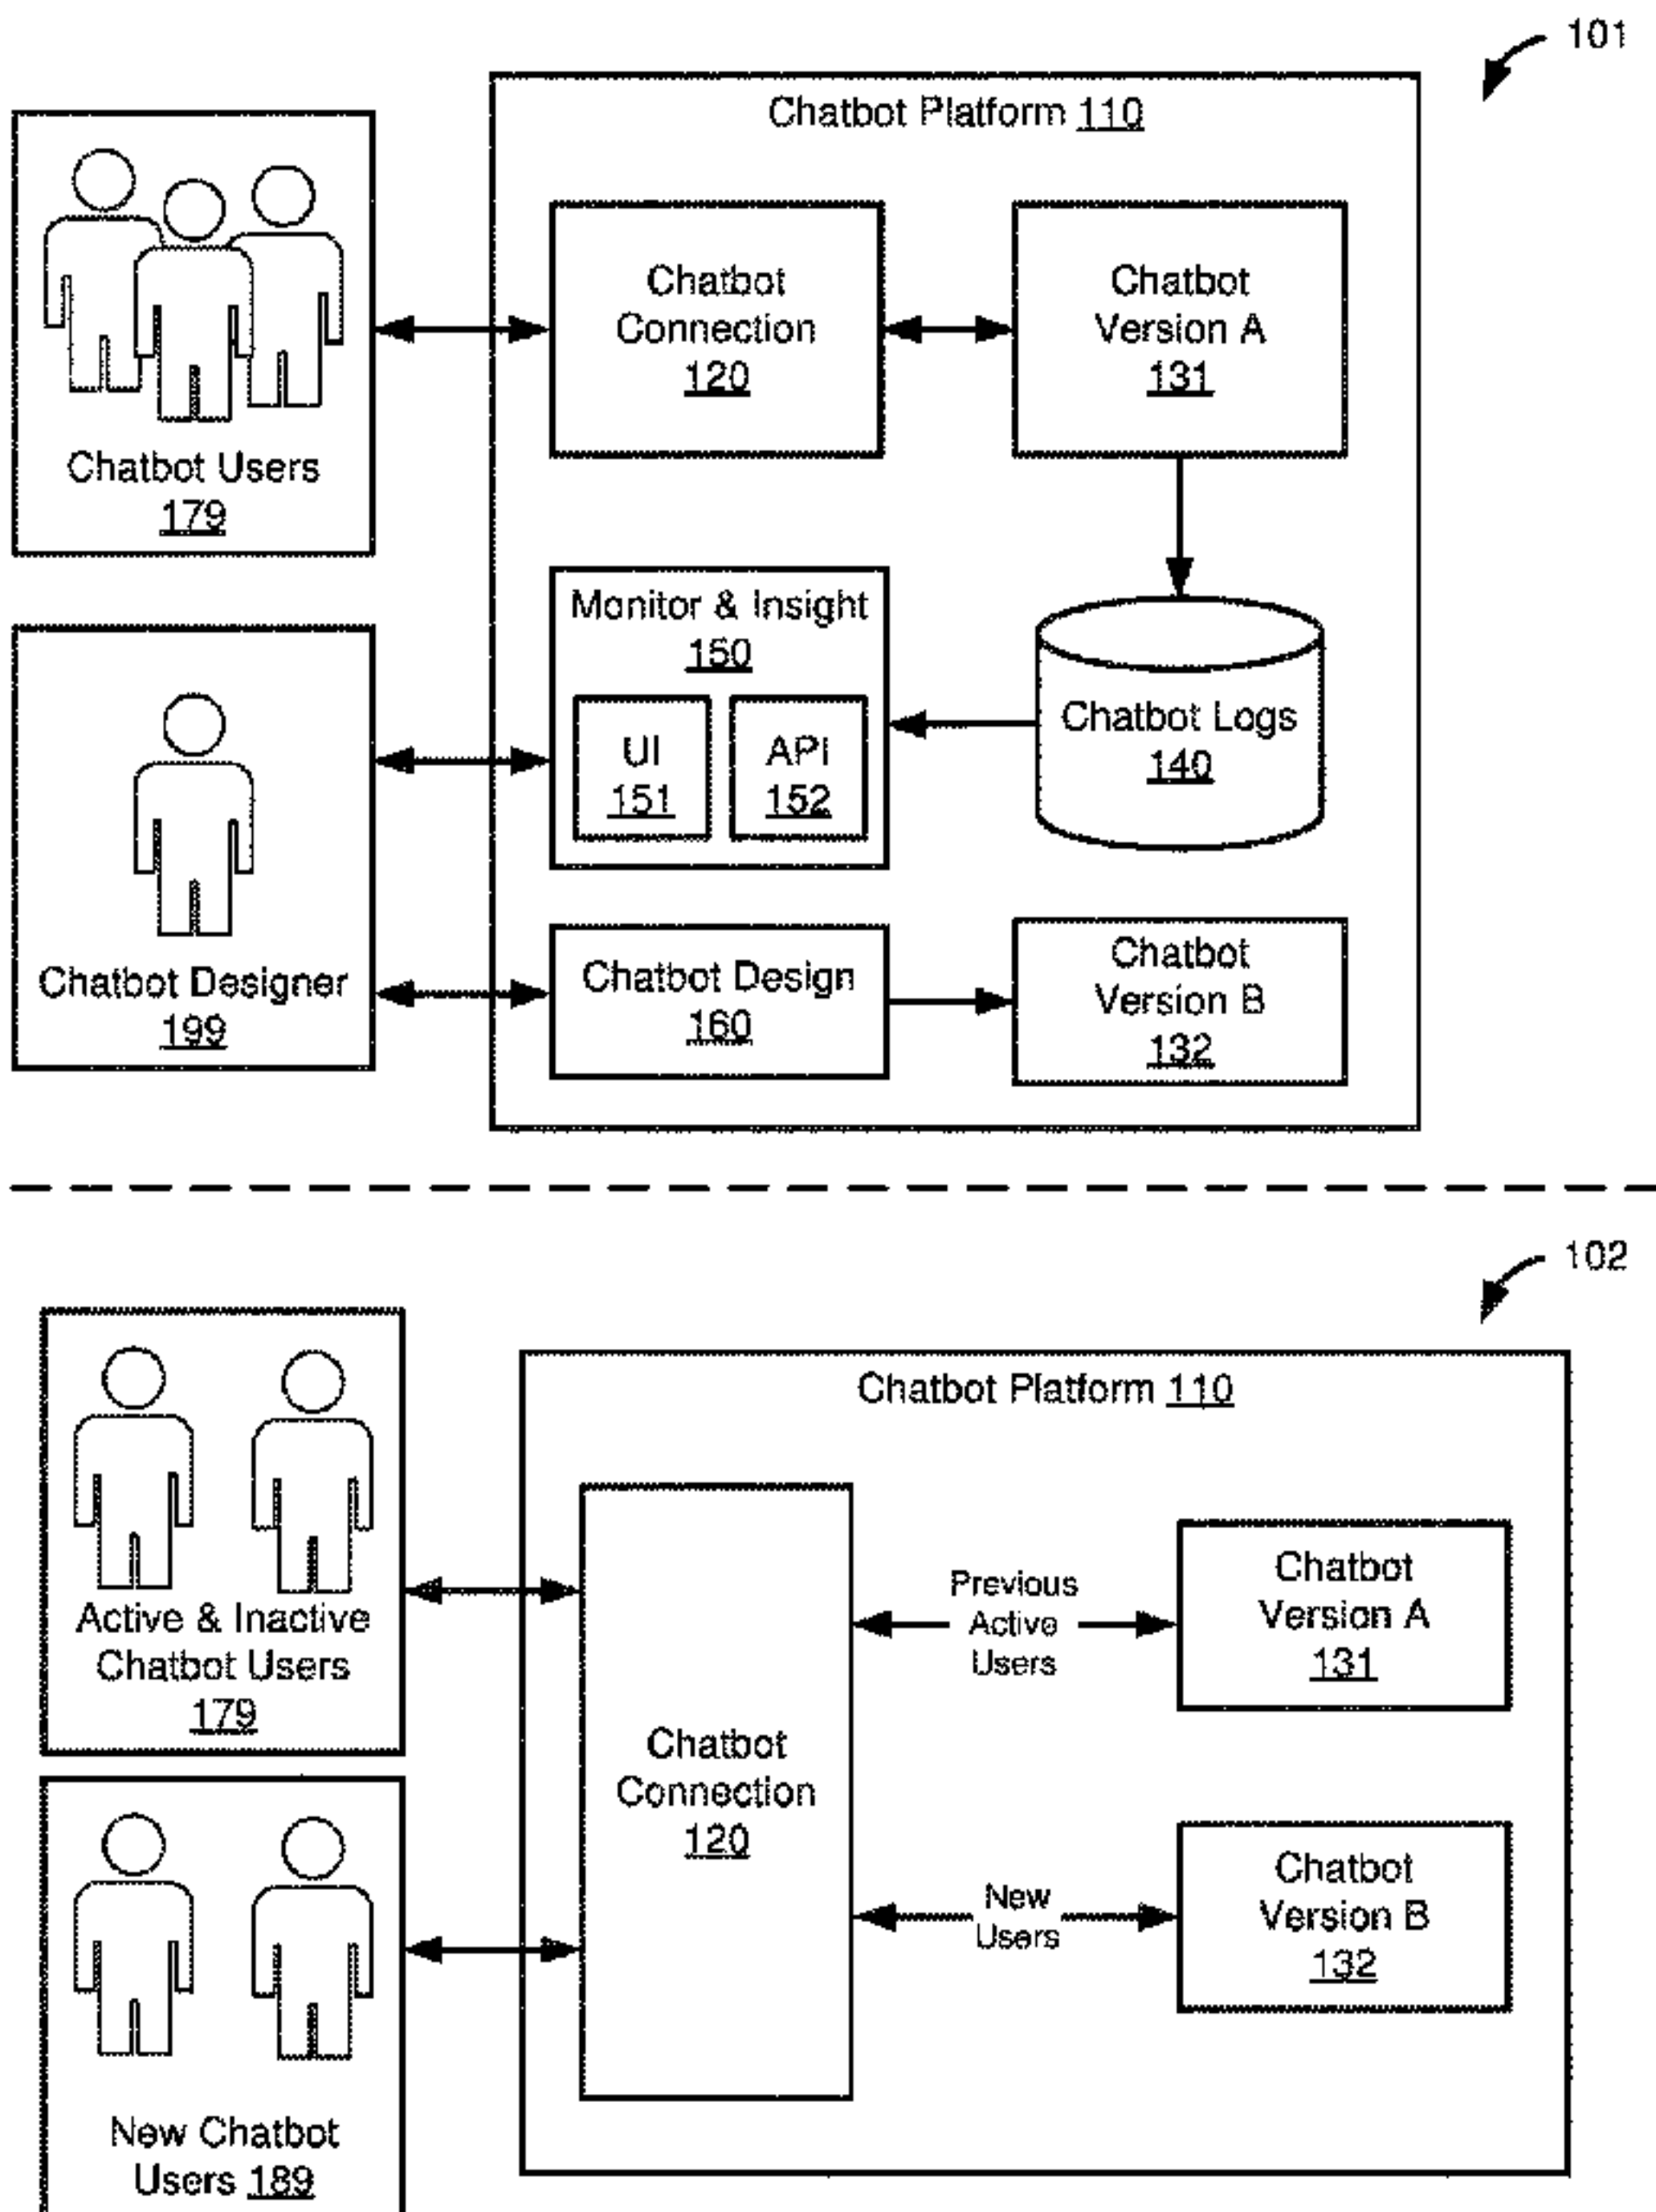 101
Chatbot Platform 110
Chatbot
Connection
120
Chatbot
Version A
131
Chatbot Users
179
Monitor & Insight
150
UI
151
API
152
Chatbot Logs
140
Chatbot Designer
199
Chatbot Design
160
Chatbot
Version B
132
102
Chatbot Platform 110
Active & Inactive
Chatbot Users
179
Previous
Active
Users
Chatbot
Version A
131
Chatbot
Connection
120
New
Users
Chatbot
Version B
132
New Chatbot
Users 189